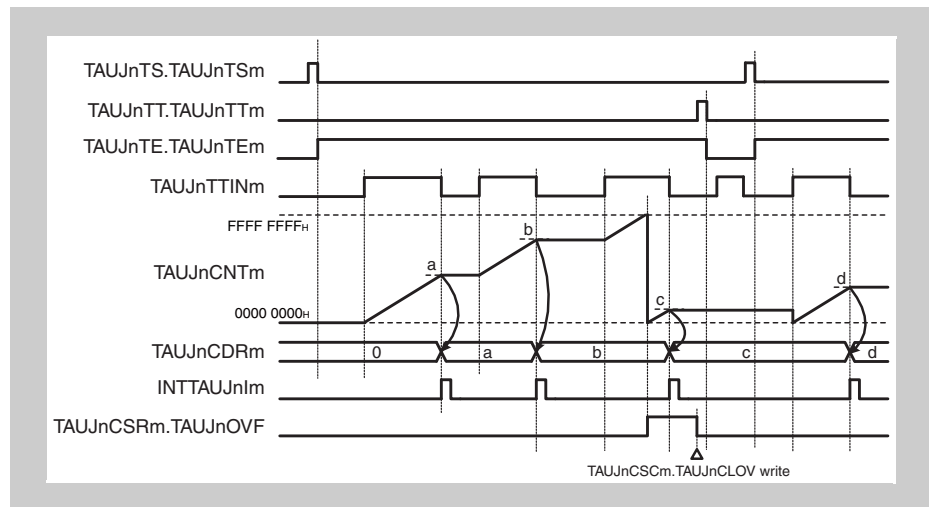 TAUJnTS.TAUJnTSm
TAUJnTT.TAUJnTTm
TAUJnTE.TAUJnTEm
TAUJnTTINm
FFFF FFFFH
b
a
TAUJnCNTm
d
c
0000 0000H
TAUJnCDRm
0
a
b
c
d
INTTAUJnIm
TAUJnCSRm.TAUJnOVF
TAUJnCSCm.TAUJnCLOV write